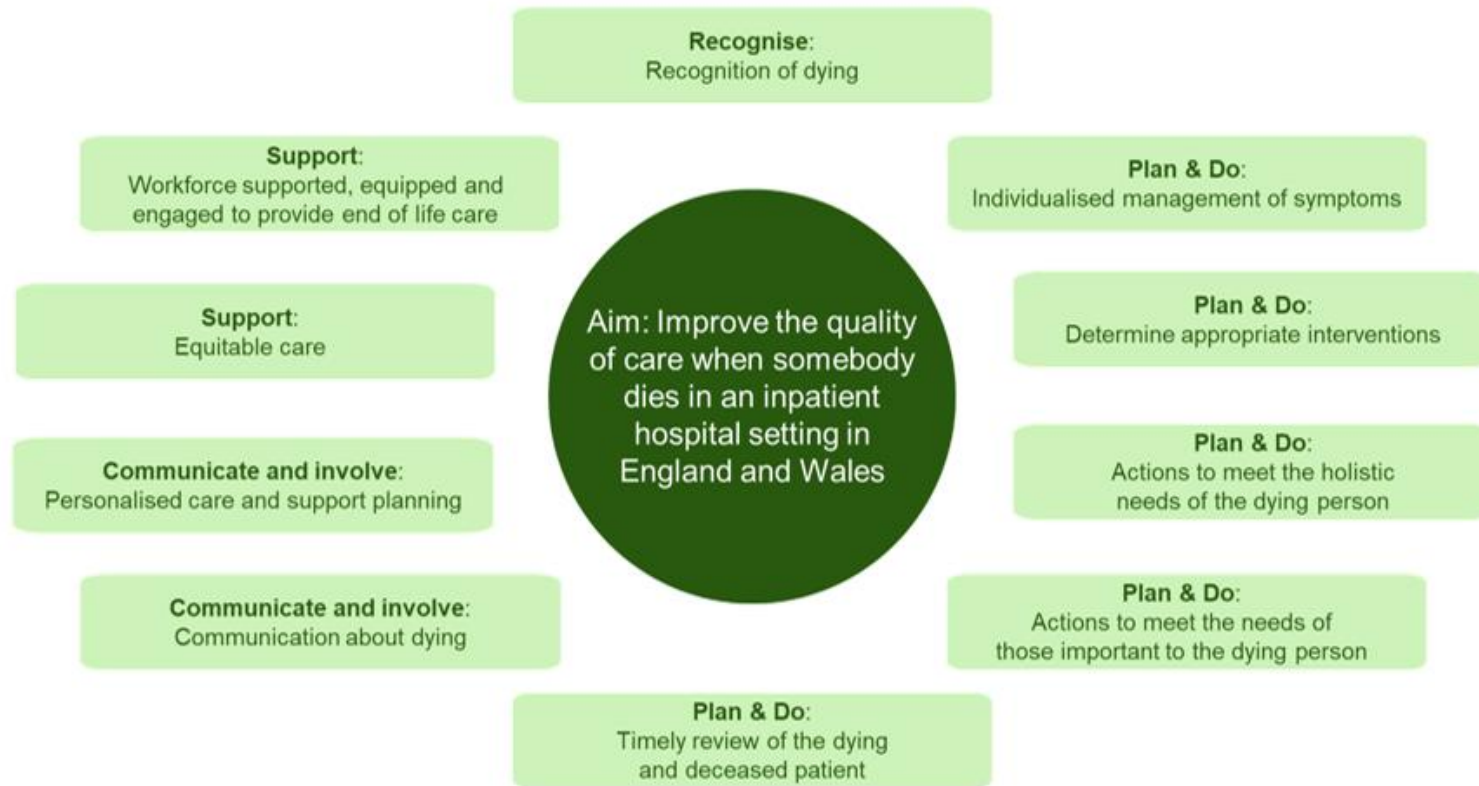 Recognise:
Recognition of dying
Support:
Workforce supported, equipped and
engaged to provide end of life care
Plan & Do:
Individualised management of symptoms
Support:
Equitable care
Plan & Do:
Determine appropriate interventions
Aim: Improve the quality
of care when somebody
dies in an inpatient
hospital setting in
England and Wales
Communicate and involve:
Personalised care and support planning
Plan & Do:
Actions to meet the holistic
needs of the dying person
Communicate and involve:
Communication about dying
Plan & Do:
Actions to meet the needs of
those important to the dying person
Plan & Do:
Timely review of the dying
and deceased patient